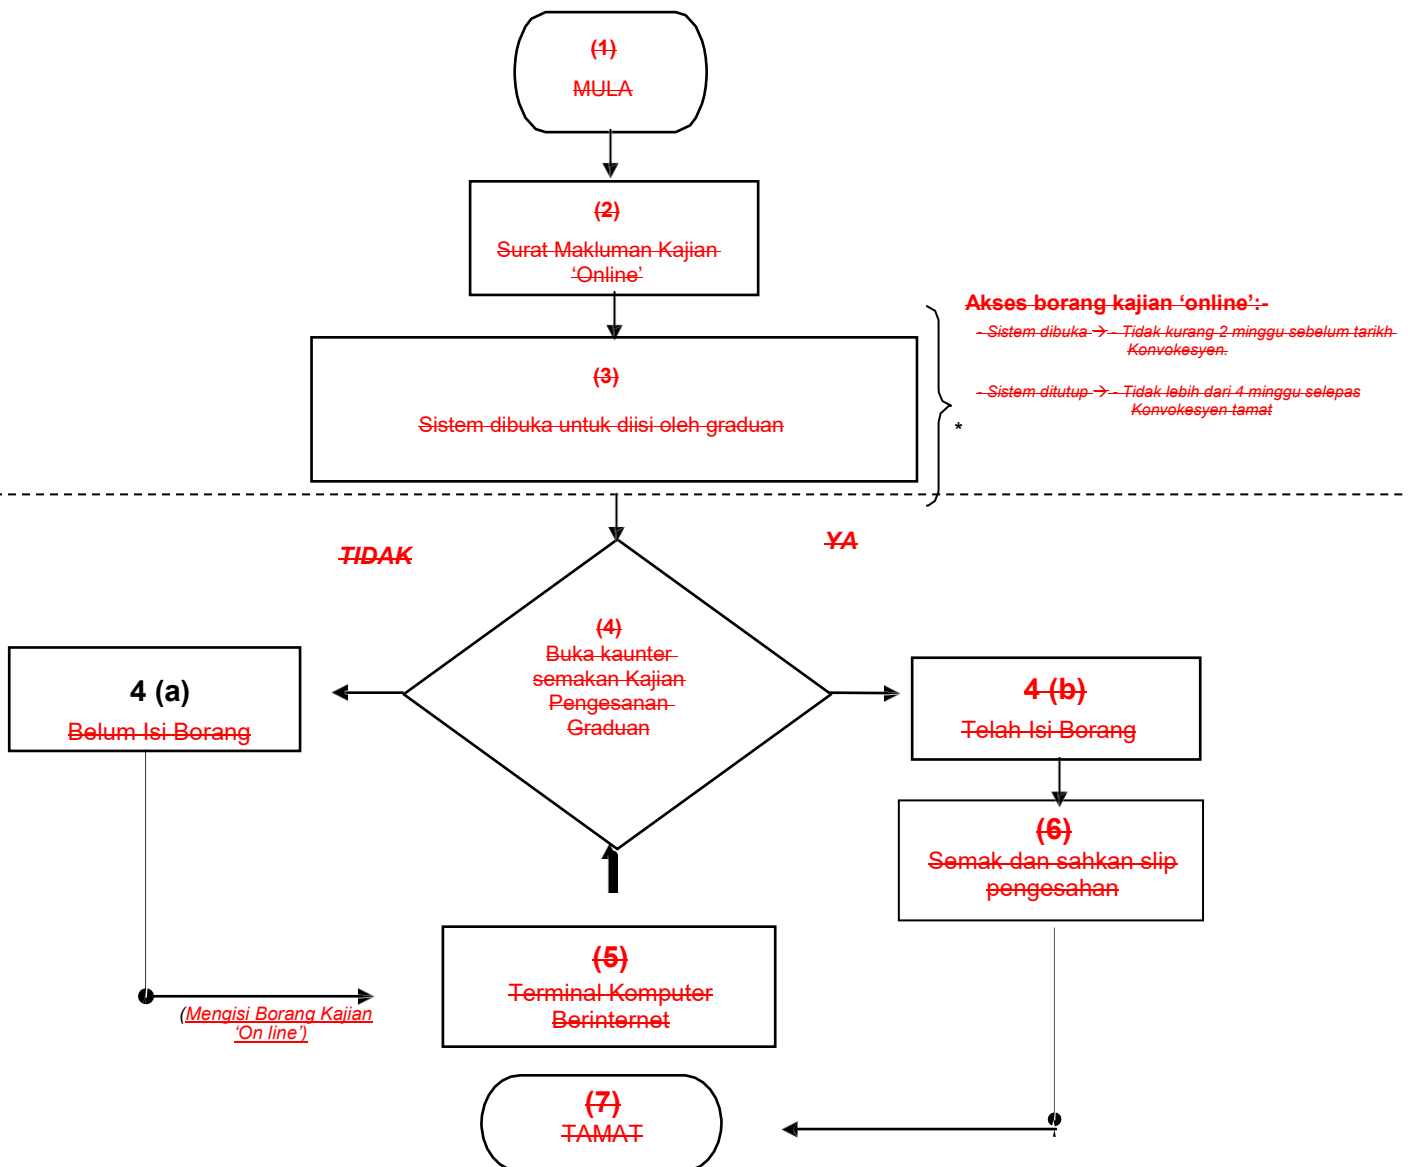 (1)
MULA
(2)
Surat Makluman Kajian
‘Online’
Akses borang kajian ‘online’:-
- Sistem dibuka → - Tidak kurang 2 minggu sebelum tarikh
Konvokesyen.
(3)
Sistem dibuka untuk diisi oleh graduan
- Sistem ditutup → - Tidak lebih dari 4 minggu selepas
Konvokesyen tamat
*
TIDAK
YA
(4)
Buka kaunter
semakan Kajian
Pengesanan
Graduan
4 (a)
Belum Isi Borang
4 (b)
Telah Isi Borang
(6)
Semak dan sahkan slip
pengesahan
(5)
Terminal Komputer
Berinternet
(Mengisi Borang Kajian
‘On line’)
(7)
TAMAT